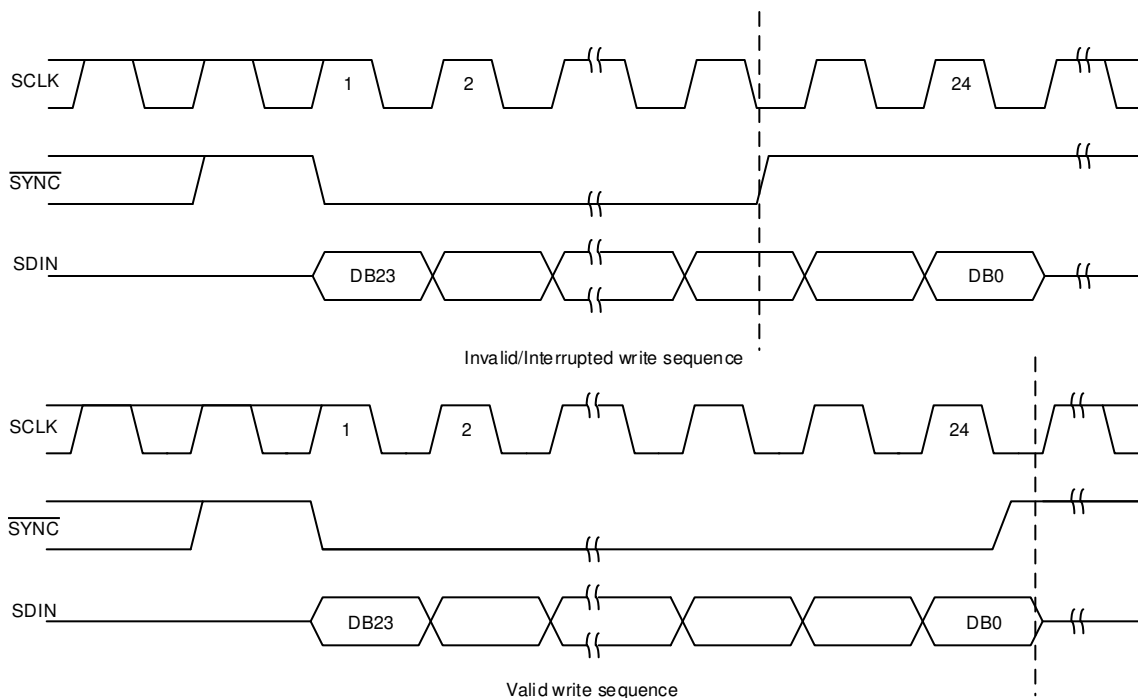 SCLK 1 2 24
SYNC
SDIN DB23 DB0
Invalid/Interrupted write sequence
SCLK 1 2 24
SYNC
SDIN DB23 DB0
Valid write sequence